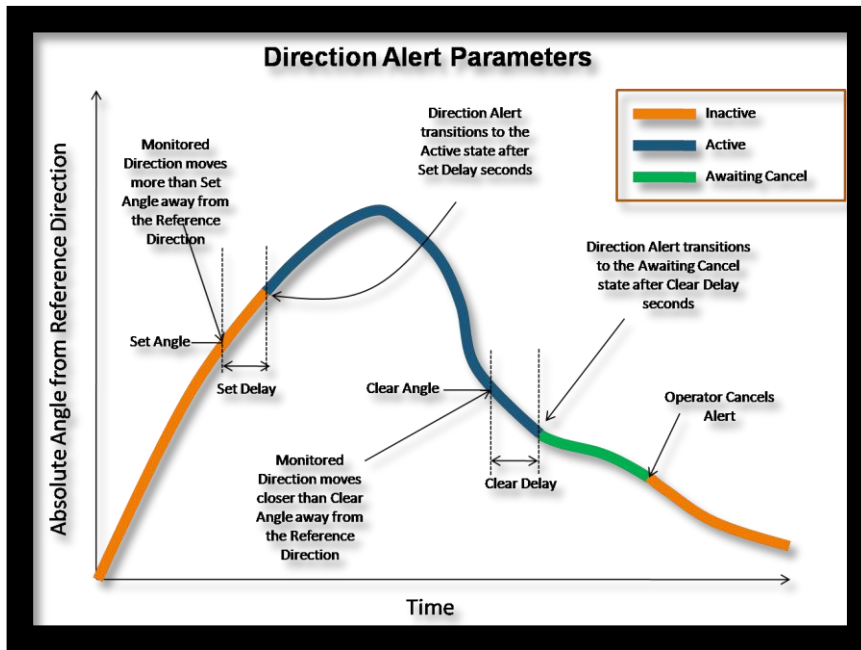 Direction Alert Parameters
Inactive
Active
Awaiting Cancel
Monitored
Direction moves
more than Set
Angle away from
the Reference
Direction
Direction Alert
transitions to the
Active state after
Set Delay seconds
Direction Alert transitions
to the Awaiting Cancel
state after Clear Delay
seconds
Set Angle
Set Delay
Clear Angle
Operator Cancels
Alert
Monitored
Direction moves
closer than Clear
Angle away from
the Reference
Direction
Clear Delay
Absolute Angle from Reference Direction
Time